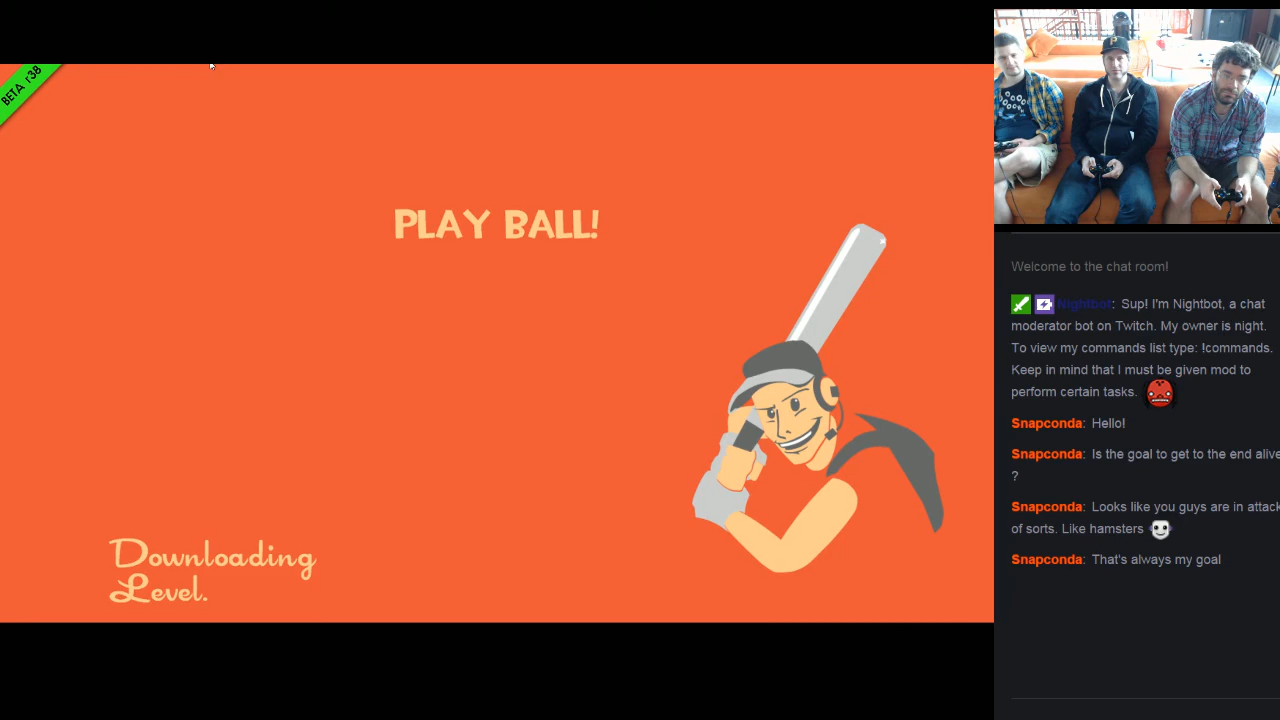 BETA r38
PLAY BALL!
Downloading
Level.
Welcome to the chat room!
Nightbot: Sup! I'm Nightbot, a chat
moderator bot on Twitch. My owner is night.
To view my commands list type: !commands.
Keep in mind that I must be given mod to
perform certain tasks.
Snapconda: Hello!
Snapconda: Is the goal to get to the end alive
?
Snapconda: Looks like you guys are in attack
of sorts. Like hamsters
Snapconda: That's always my goal